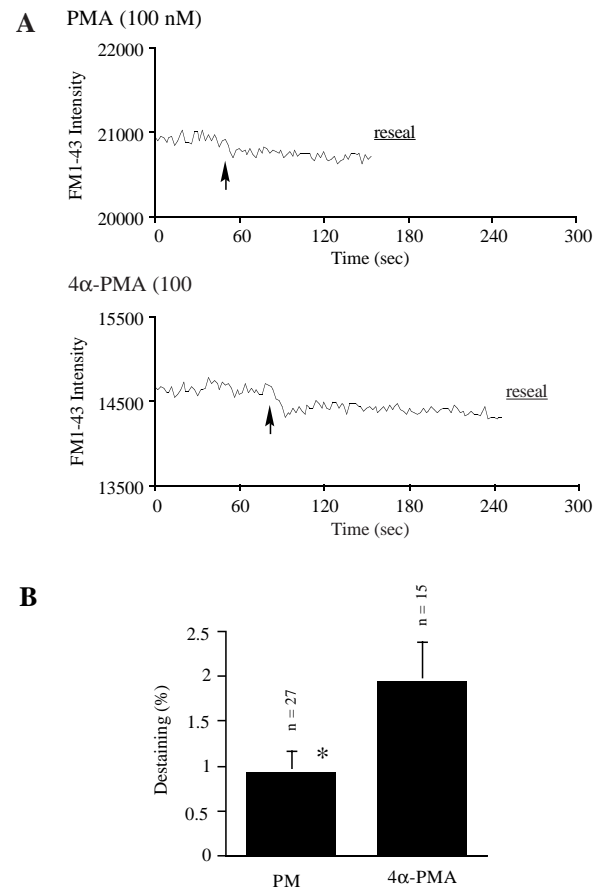 A PMA (100 nM)
22000
21000
20000
FM1-43 Intensity
reseal
0 60 120 180 240 300
Time (sec)
4α-PMA (100
15500
14500
13500
FM1-43 Intensity
reseal
0 60 120 180 240 300
Time (sec)
B
2.5
2
1.5
1
0.5
0
Destaining (%)
n = 27
*
n = 15
PM 4α-PMA